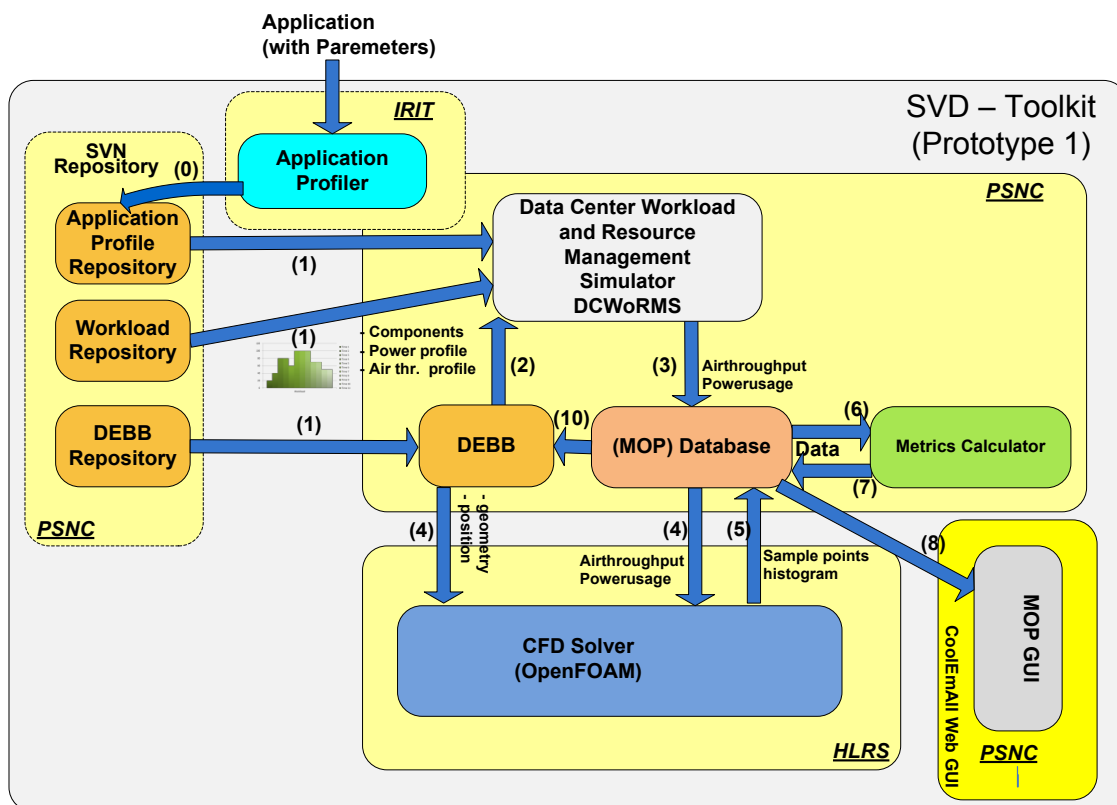 Application
(with Paremeters)
SVD – Toolkit
(Prototype 1)
IRIT
Application
Profiler
SVN
Repository
(0)
Application
Profile
Repository
(1)
Workload
Repository
(1)
- Components
- Power profile
- Air thr. profile
DEBB
Repository
(1)
PSNC
PSNC
Data Center Workload
and Resource
Management
Simulator
DCWoRMS
(2)
(3)
Airthroughput
Powerusage
DEBB
(10)
(MOP) Database
(6)
Data
(7)
Metrics Calculator
(4)
- geometry
- position
(4)
Airthroughput
Powerusage
(5)
Sample points
histogram
(8)
CFD Solver
(OpenFOAM)
HLRS
CoolEmAll Web GUI
MOP GUI
PSNC